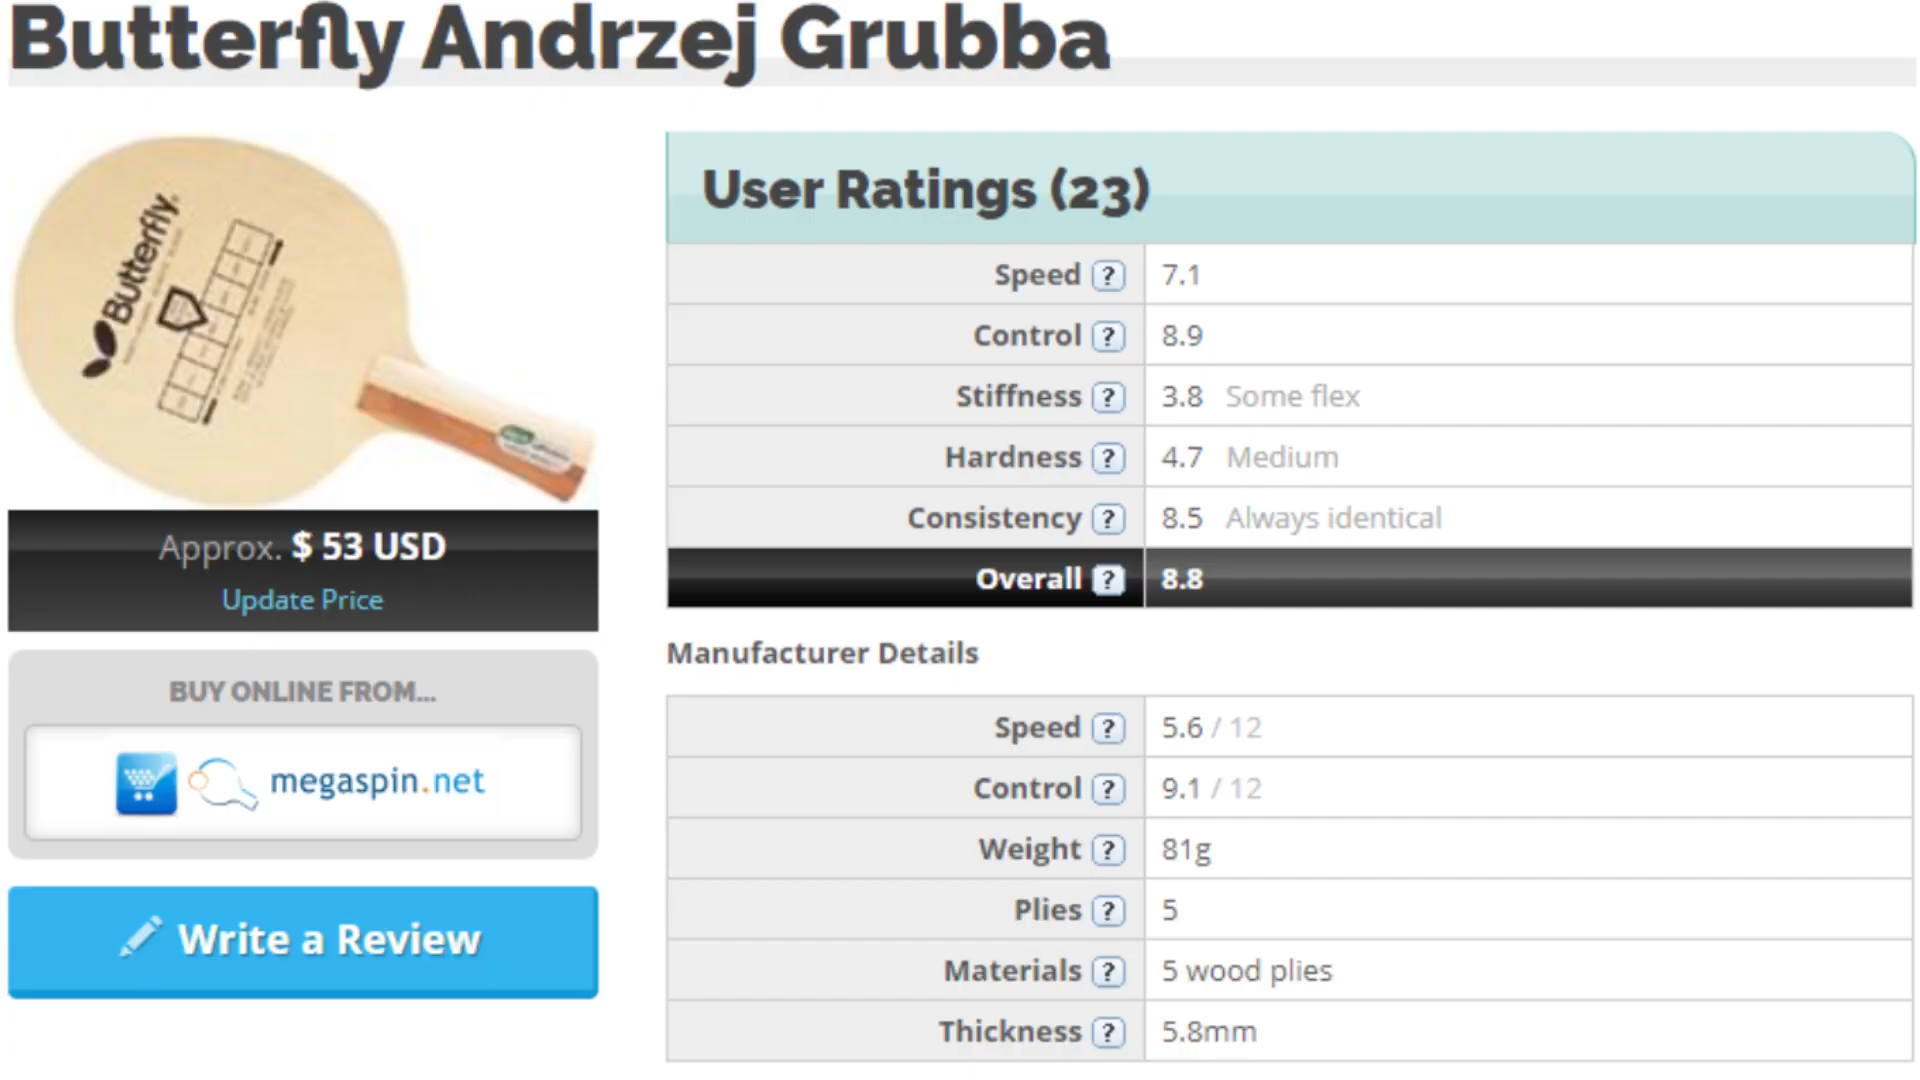 Butterfly Andrzej Grubba
Butterfly
Approx. $ 53 USD
Update Price
BUY ONLINE FROM...
megaspin.net
Write a Review
User Ratings (23)
Speed ? 7.1
Control ? 8.9
Stiffness ? 3.8 Some flex
Hardness ? 4.7 Medium
Consistency ? 8.5 Always identical
Overall ? 8.8
Manufacturer Details
Speed ? 5.6 / 12
Control ? 9.1 / 12
Weight ? 81g
Plies ? 5
Materials ? 5 wood plies
Thickness ? 5.8mm